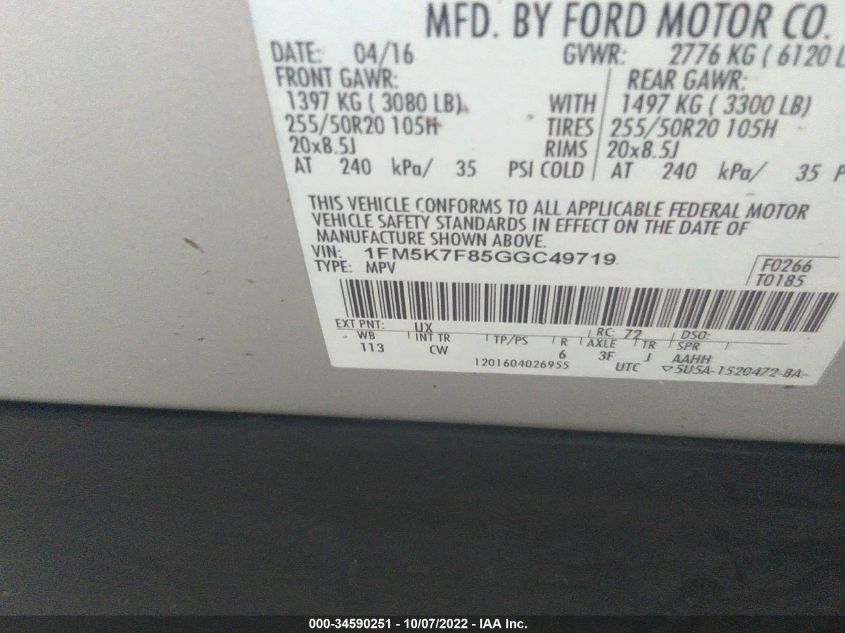 MFD. BY FORD MOTOR CO.
DATE: 04/16 GVWR: 2776 KG ( 6120 L
FRONT GAWR: REAR GAWR:
1397 KG ( 3080 LB) WITH 1497 KG ( 3300 LB)
255/50R20 105H TIRES 255/50R20 105H
20x8.5J RIMS 20x8.5J
AT 240 kPa/ 35 PSI COLD AT 240 kPa/ 35 P
THIS VEHICLE CONFORMS TO ALL APPLICABLE FEDERAL MOTOR
VEHICLE SAFETY STANDARDS IN EFFECT ON THE DATE OF
MANUFACTURE SHOWN ABOVE.
VIN: 1FM5K7F85GGC49719
TYPE: MPV
F0266
T0185
EXT PNT: UX RC: 72 DSO:
WB INT TR TP/PS R AXLE TR SPR
113 CW 6 3F J AAHH
1201604026955 UTC ▽5U5A-1520472-BA-
000-34590251 - 10/07/2022 - IAA Inc.